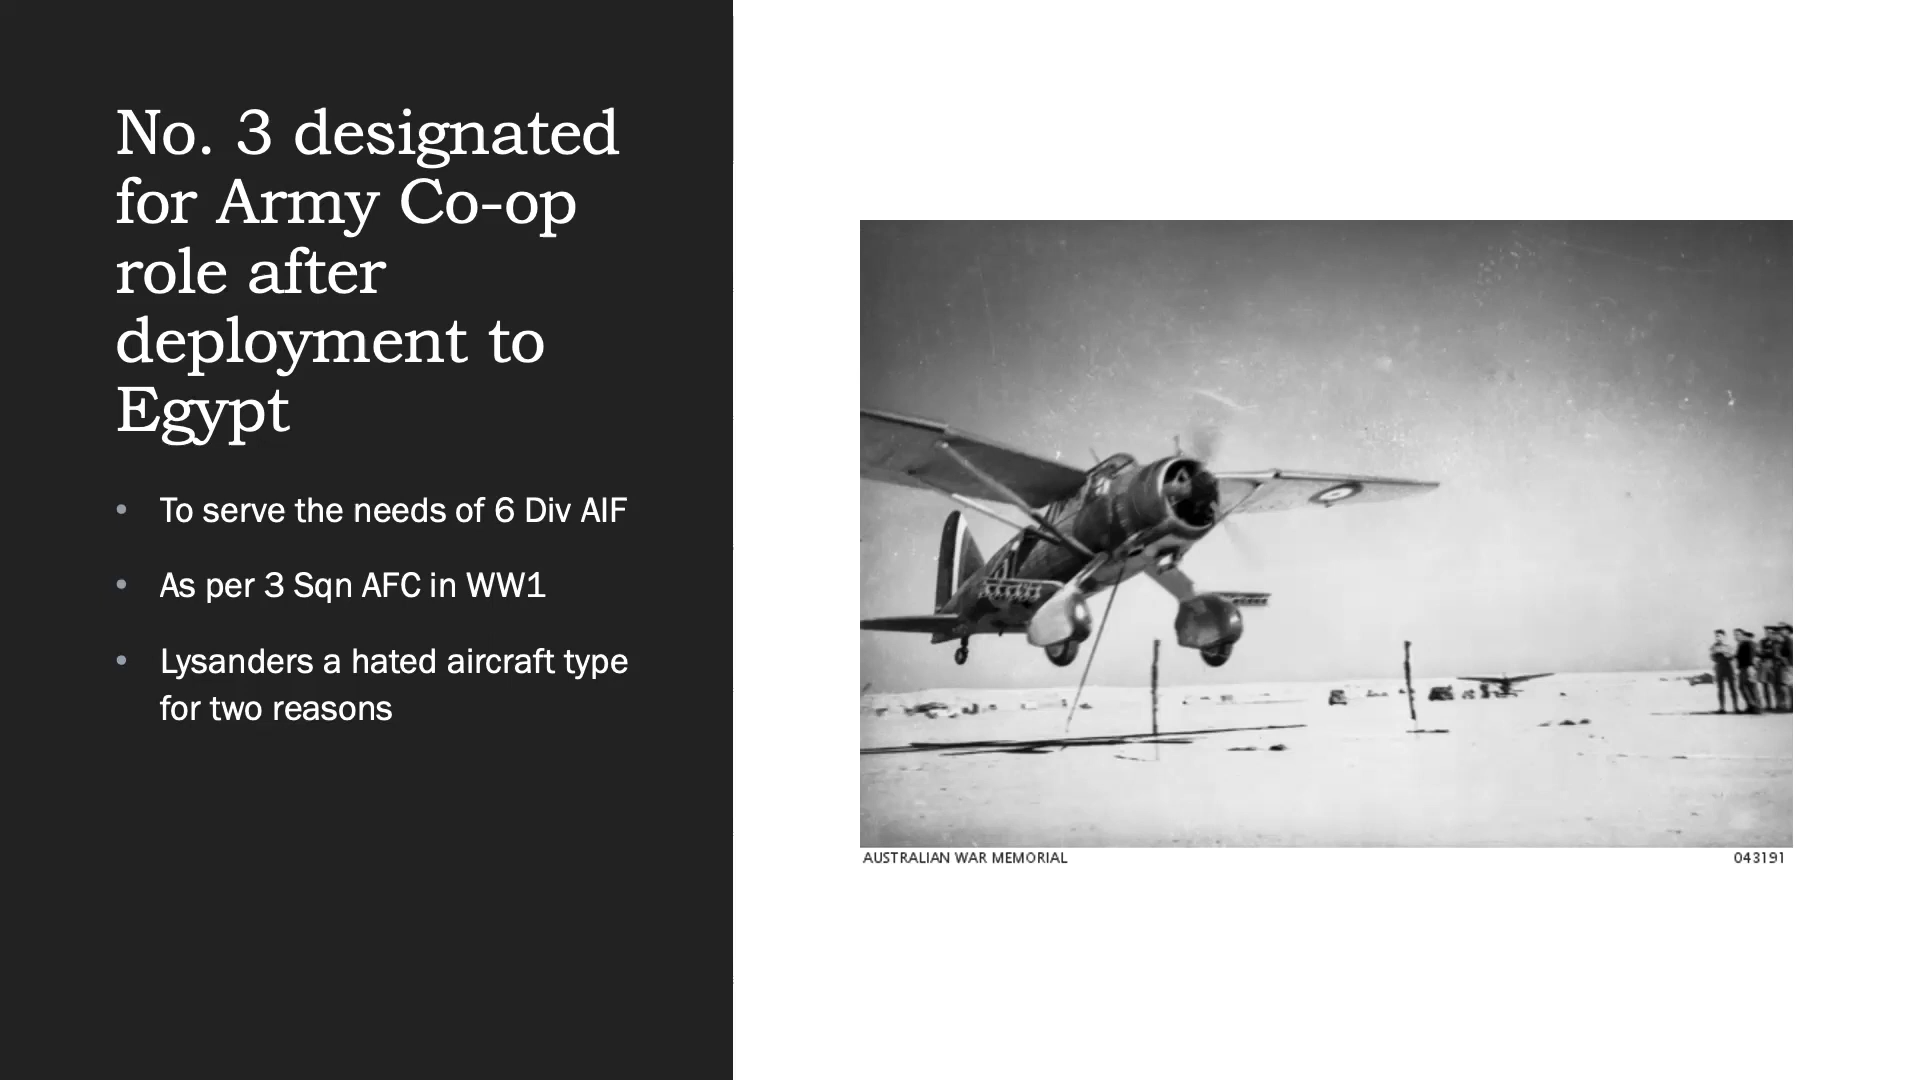 No. 3 designated
for Army Co-op
role after
deployment to
Egypt
• To serve the needs of 6 Div AIF
• As per 3 Sqn AFC in WW1
• Lysanders a hated aircraft type
for two reasons
AUSTRALIAN WAR MEMORIAL 043191